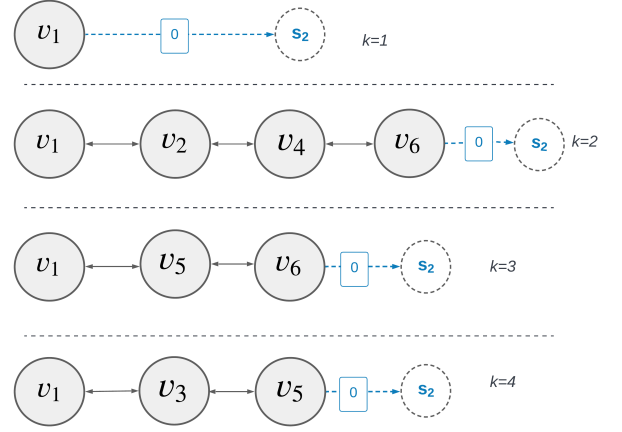 v1 0 s2 k=1
v1 v2 v4 v6 0 s2 k=2
v1 v5 v6 0 s2 k=3
v1 v3 v5 0 s2 k=4